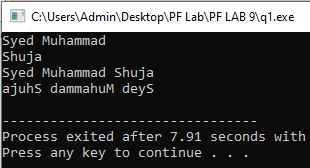 C:\Users\Admin\Desktop\PF Lab\PF LAB 9\q1.exe
Syed Muhammad
Shuja
Syed Muhammad Shuja
ajuhS dammahuM deyS
--------------------------------
Process exited after 7.91 seconds with
Press any key to continue . . .